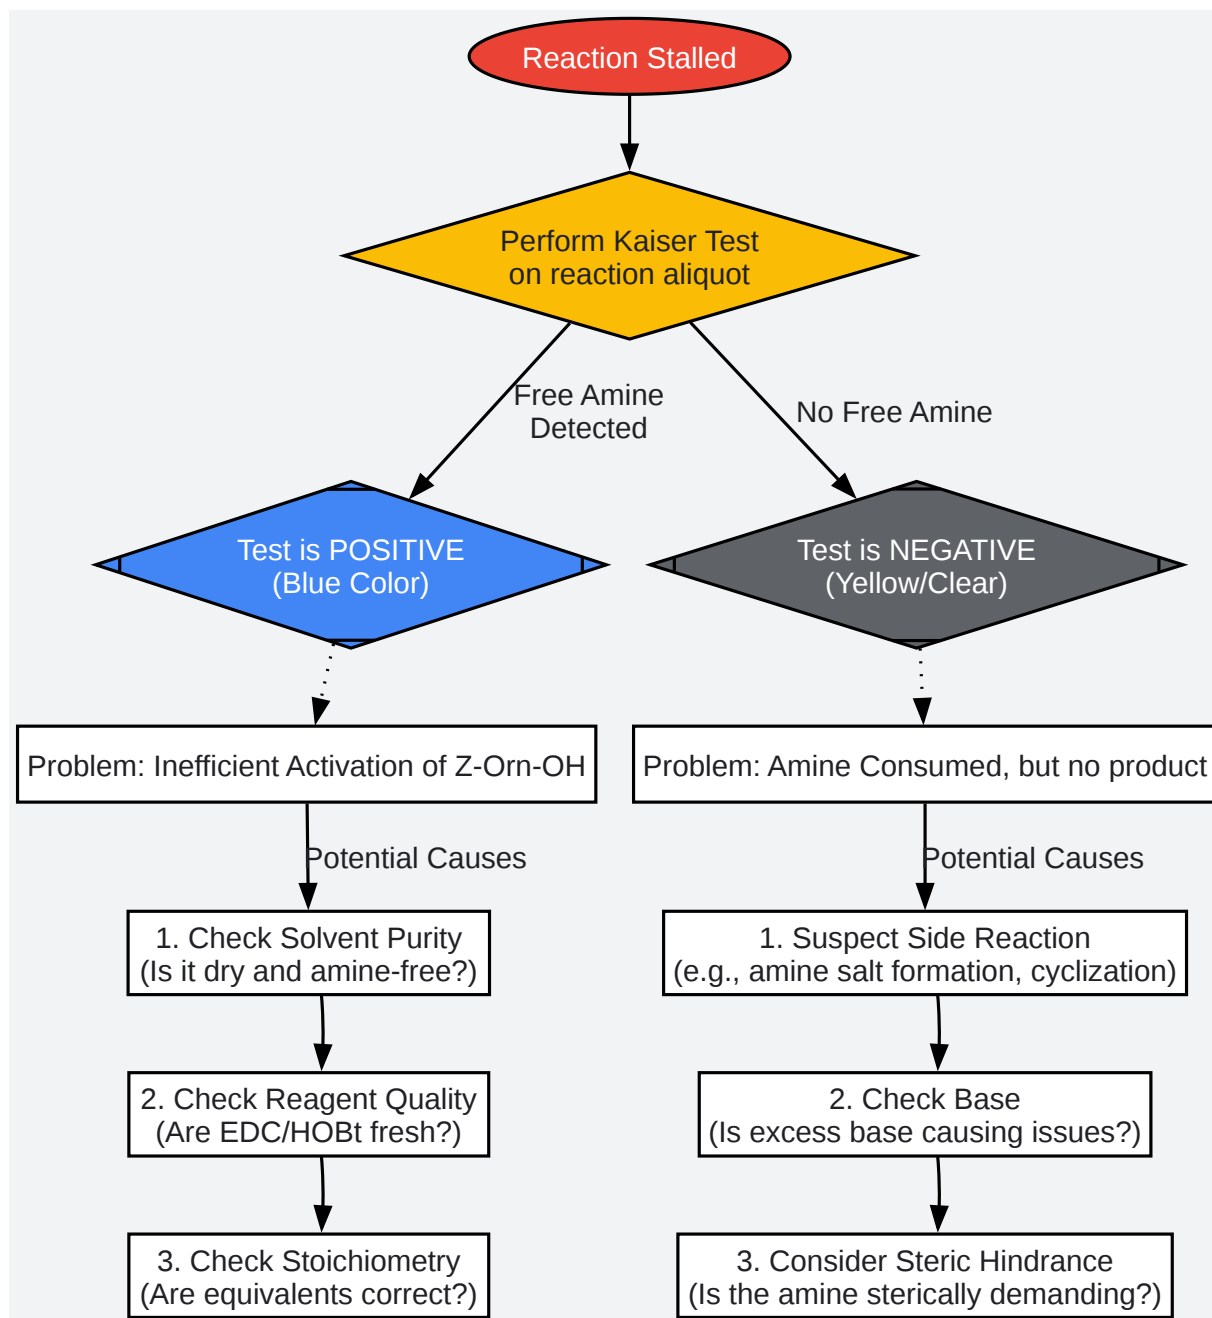 Reaction Stalled
Perform Kaiser Test
on reaction aliquot
Free Amine
Detected
No Free Amine
Test is POSITIVE
(Blue Color)
Test is NEGATIVE
(Yellow/Clear)
Problem: Inefficient Activation of Z-Orn-OH
Problem: Amine Consumed, but no product
Potential Causes
Potential Causes
1. Check Solvent Purity
(Is it dry and amine-free?)
1. Suspect Side Reaction
(e.g., amine salt formation, cyclization)
2. Check Reagent Quality
(Are EDC/HOBt fresh?)
2. Check Base
(Is excess base causing issues?)
3. Check Stoichiometry
(Are equivalents correct?)
3. Consider Steric Hindrance
(Is the amine sterically demanding?)